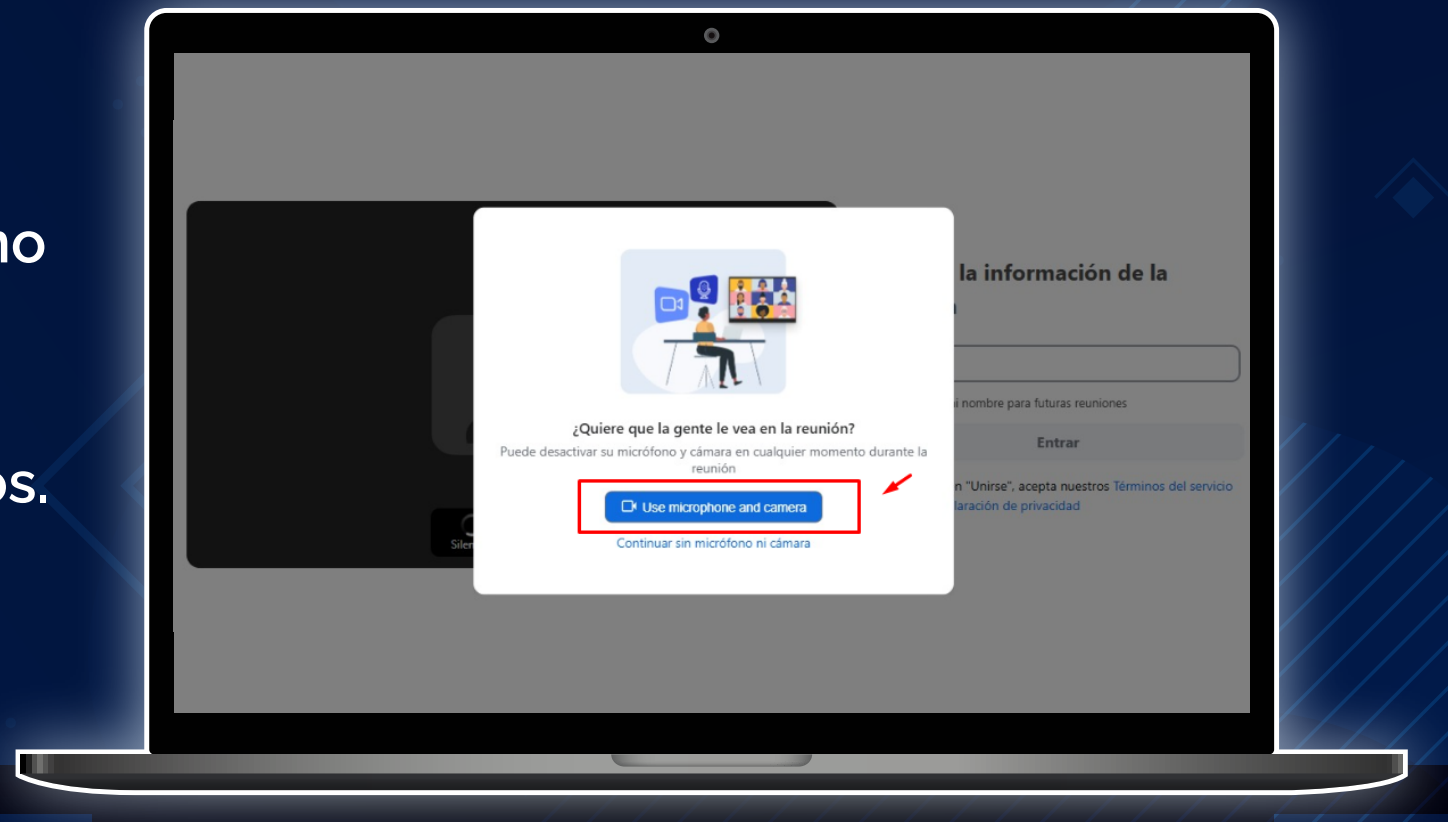 la información de la
¿Quiere que la gente le vea en la reunión?
Puede desactivar su micrófono y cámara en cualquier momento durante la
reunión
Use microphone and camera
Continuar sin micrófono ni cámara
nombre para futuras reuniones
Entrar
"Unirse", acepta nuestros Términos del servicio
de privacidad